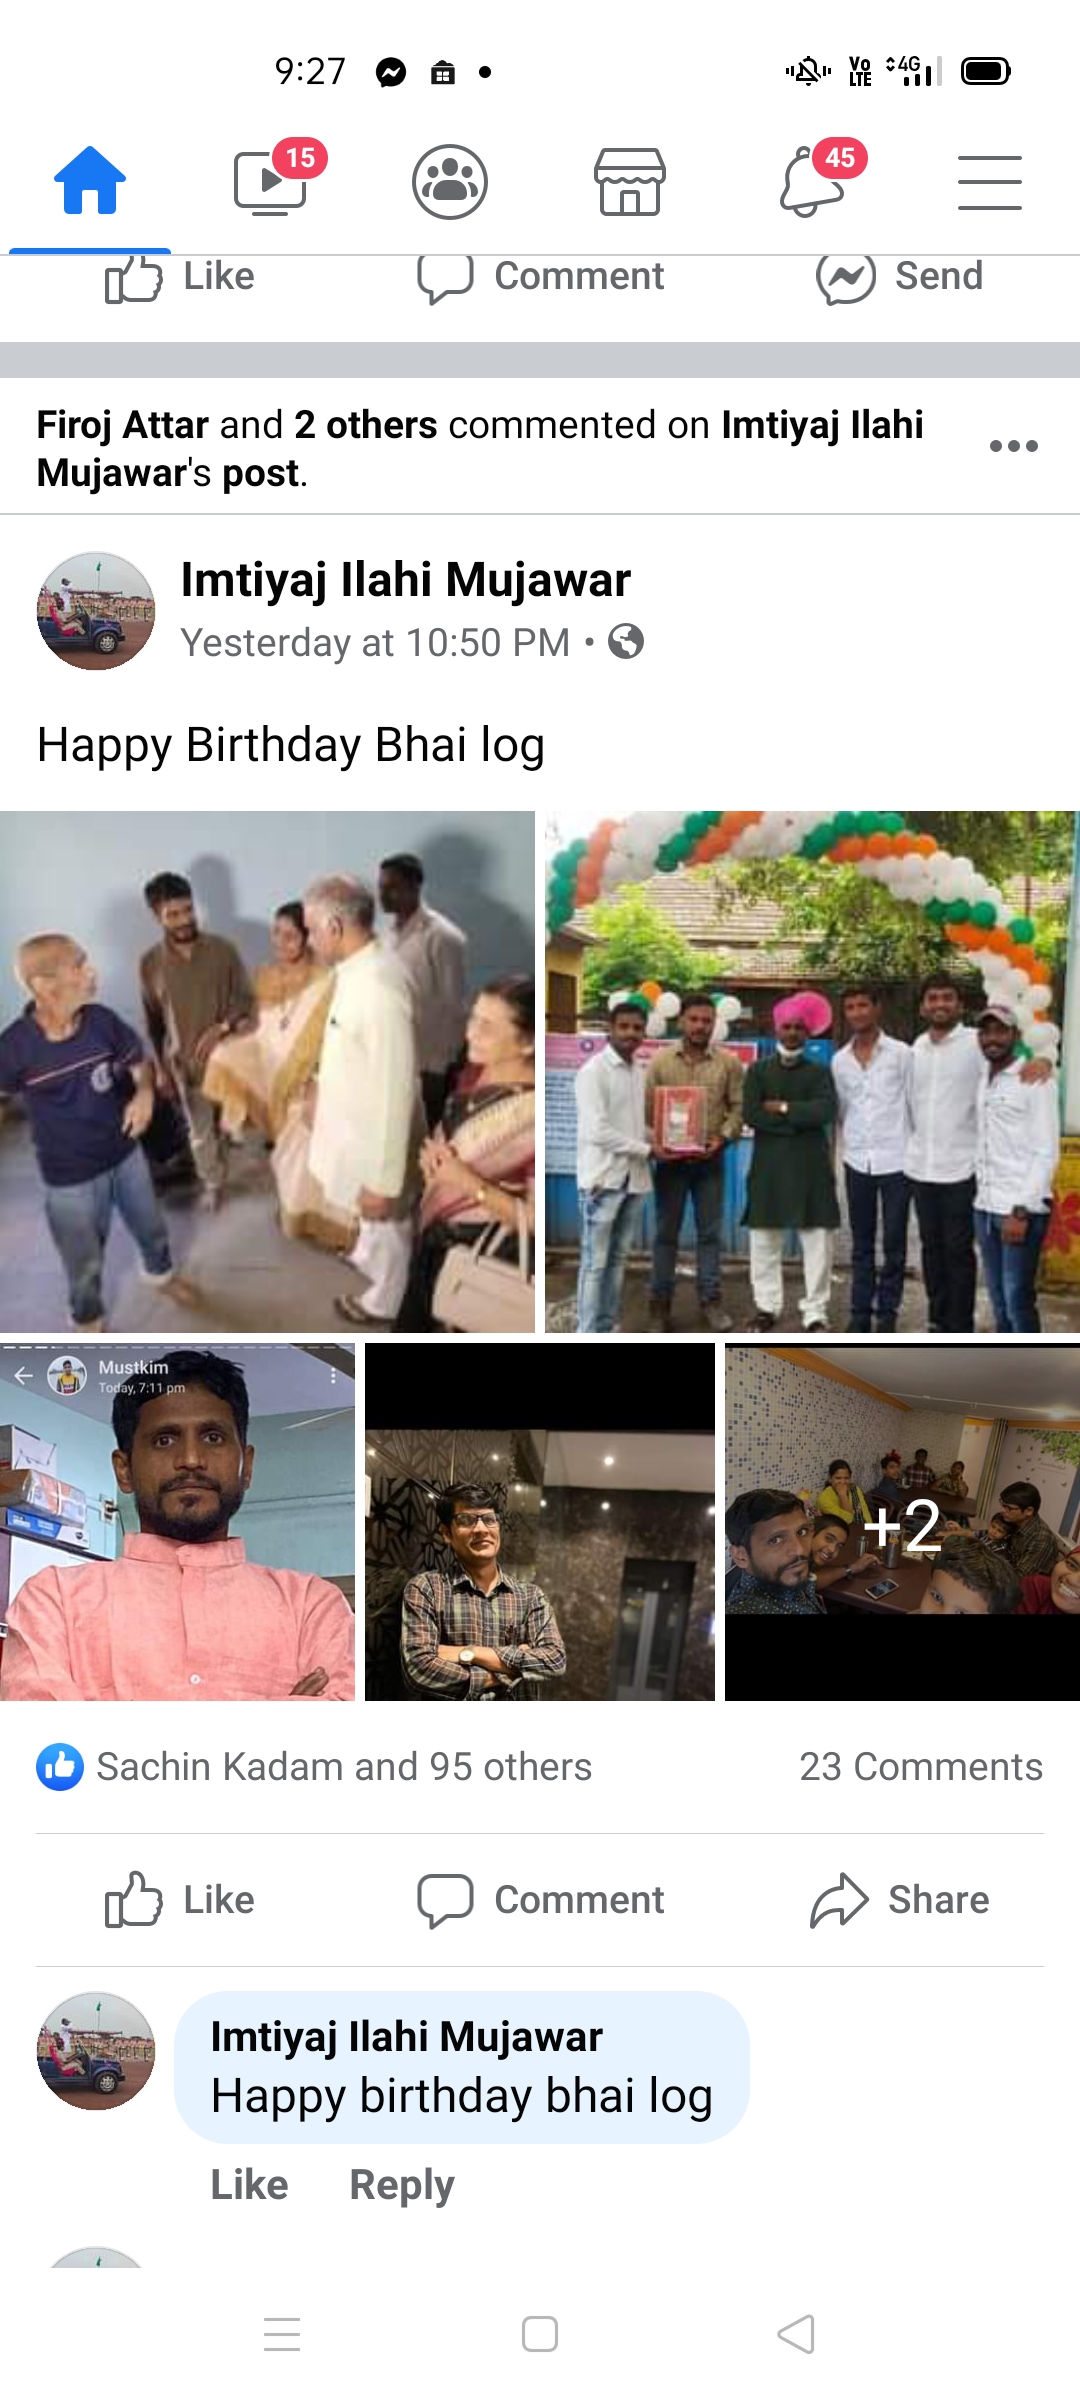 9:27 Vo LTE 4G
15 45
Like Comment Send
Firoj Attar and 2 others commented on Imtiyaj Ilahi
Mujawar's post.
Imtiyaj Ilahi Mujawar
Yesterday at 10:50 PM •
Happy Birthday Bhai log
Mustkim
Today, 7:11 pm
+2
Sachin Kadam and 95 others 23 Comments
Like Comment Share
Imtiyaj Ilahi Mujawar
Happy birthday bhai log
Like Reply